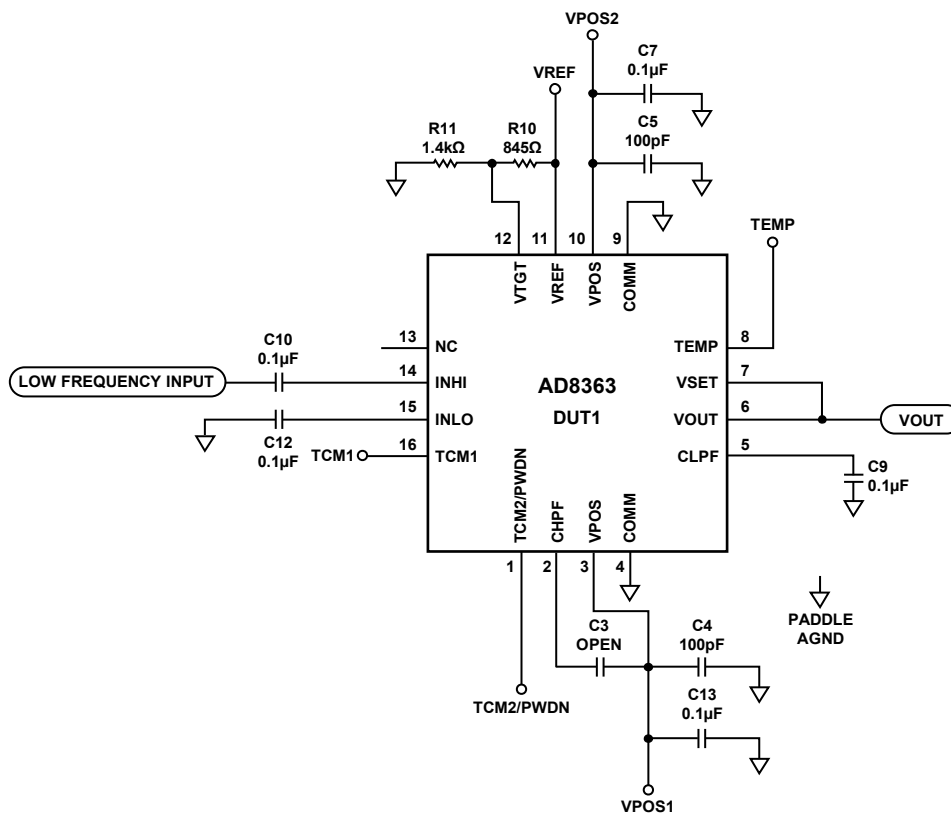 VPOS2
C7
0.1µF
VREF
C5
100pF
R11
1.4kΩ
R10
845Ω
TEMP
12
11
10
9
VTGT
VREF
VPOS
COMM
13
NC
TEMP
8
C10
0.1µF
LOW FREQUENCY INPUT
14
INHI
AD8363
DUT1
VSET
7
15
INLO
VOUT
6
VOUT
C12
0.1µF
TCM1
16
TCM1
CLPF
5
C9
0.1µF
TCM2/PWDN
CHPF
VPOS
COMM
1
2
3
4
PADDLE
AGND
C3
OPEN
C4
100pF
TCM2/PWDN
C13
0.1µF
VPOS1